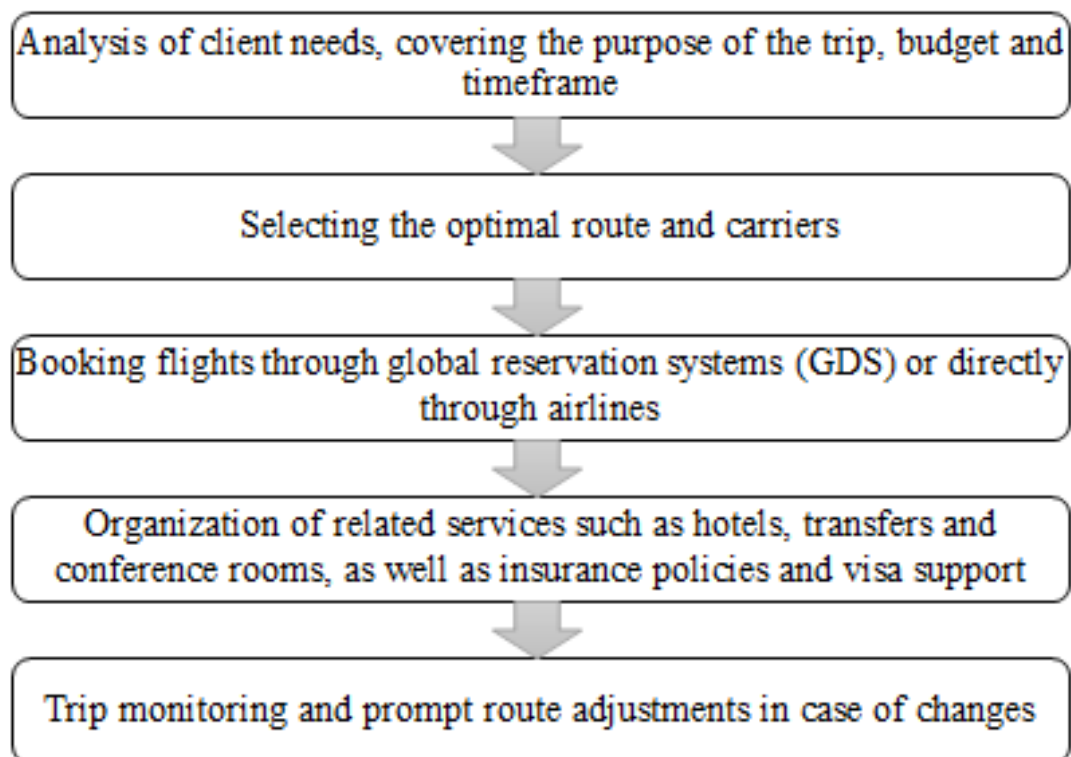 Analysis of client needs, covering the purpose of the trip, budget and
timeframe
Selecting the optimal route and carriers
Booking flights through global reservation systems (GDS) or directly
through airlines
Organization of related services such as hotels, transfers and
conference rooms, as well as insurance policies and visa support
Trip monitoring and prompt route adjustments in case of changes